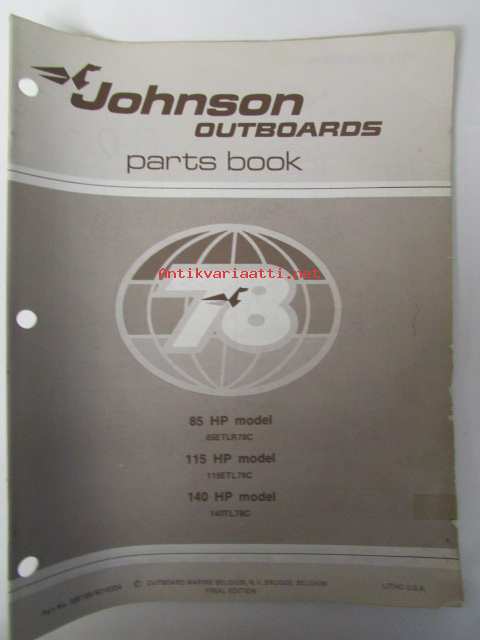 Johnson
OUTBOARDS
parts book
Antikvariaatti.net
78
85 HP model
85ETLR78C
115 HP model
115ETL78C
140 HP model
140TL78C
© OUTBOARD MARINE BELGIUM, N.V. BRUGGE, BELGIUM
FINAL EDITION
LITHO U.S.A.